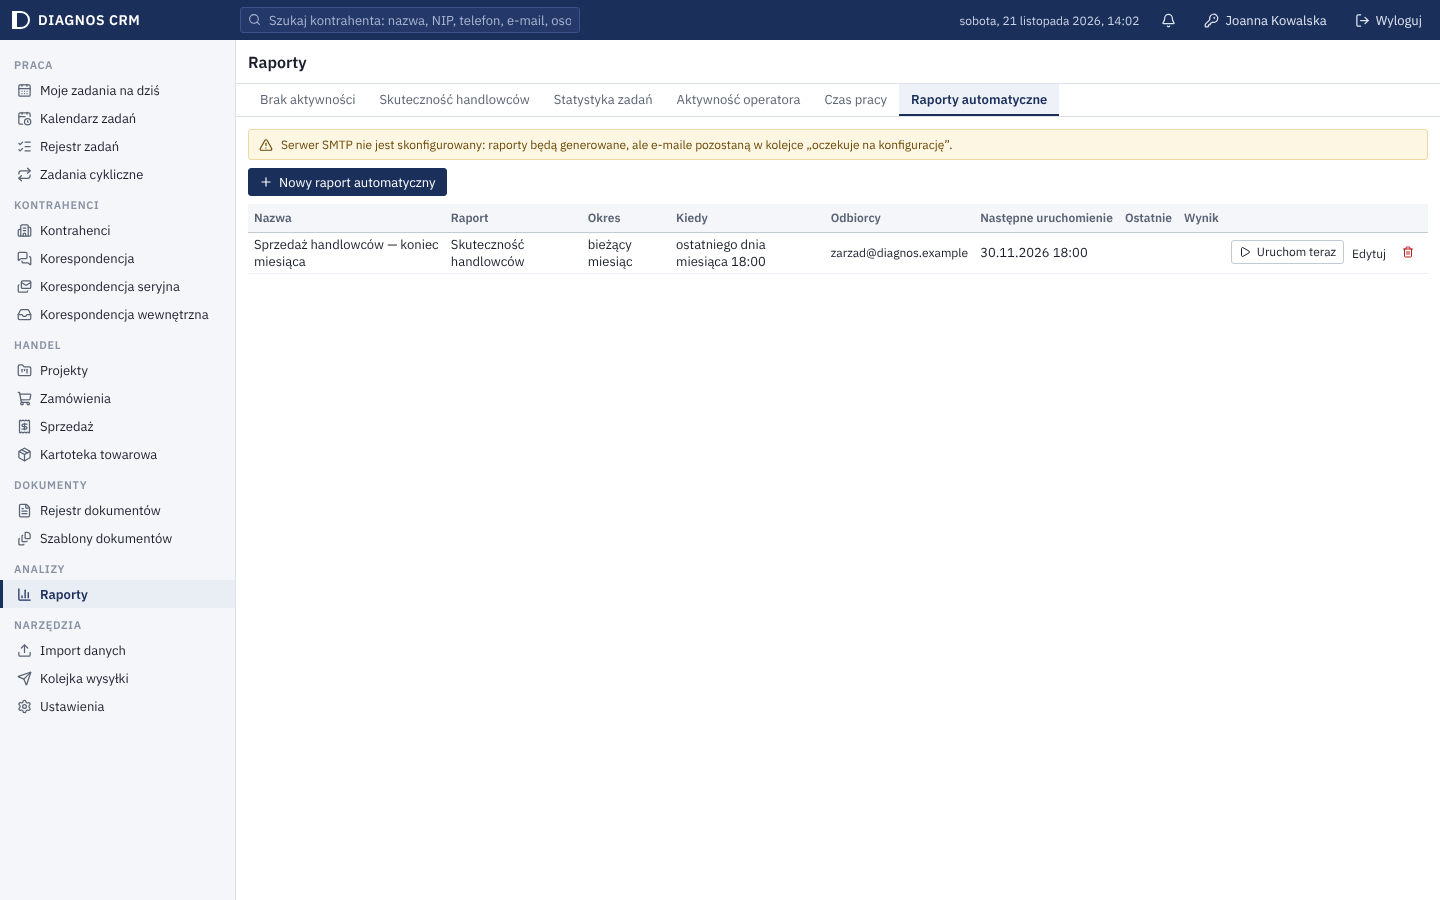 DIAGNOS CRM
Szukaj kontrahenta: nazwa, NIP, telefon, e-mail, oso
sobota, 21 listopada 2026, 14:02
Joanna Kowalska
Wyloguj
PRACA
Moje zadania na dziś
Kalendarz zadań
Rejestr zadań
Zadania cykliczne
KONTRAHENCI
Kontrahenci
Korespondencja
Korespondencja seryjna
Korespondencja wewnętrzna
HANDEL
Projekty
Zamówienia
Sprzedaż
Kartoteka towarowa
DOKUMENTY
Rejestr dokumentów
Szablony dokumentów
ANALIZY
Raporty
NARZĘDZIA
Import danych
Kolejka wysyłki
Ustawienia
Raporty
Brak aktywności Skuteczność handlowców Statystyka zadań Aktywność operatora Czas pracy Raporty automatyczne
Serwer SMTP nie jest skonfigurowany: raporty będą generowane, ale e-maile pozostaną w kolejce „oczekuje na konfigurację”.
Nowy raport automatyczny
Nazwa Raport Okres Kiedy Odbiorcy Następne uruchomienie Ostatnie Wynik
Sprzedaż handlowców — koniec miesiąca
Skuteczność handlowców
bieżący miesiąc
ostatniego dnia miesiąca 18:00
zarzad@diagnos.example
30.11.2026 18:00
Uruchom teraz
Edytuj